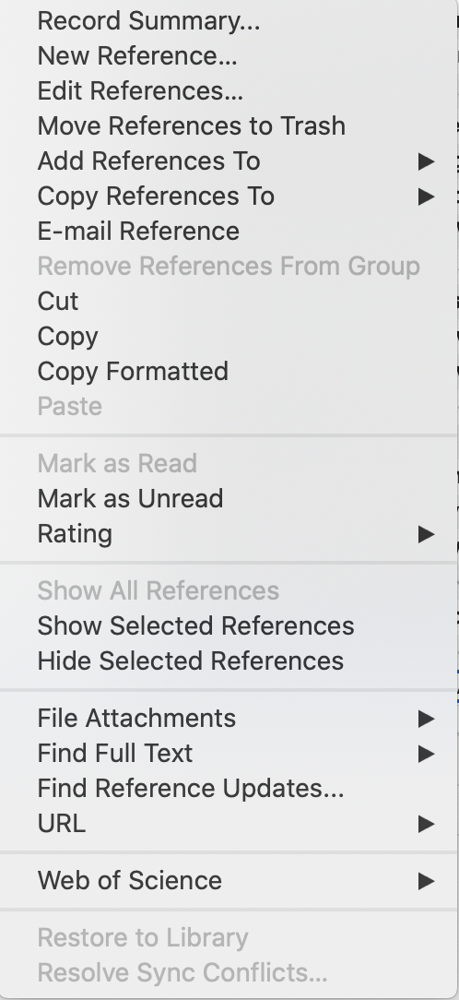 Record Summary...
New Reference...
Edit References...
Move References to Trash
Add References To
Copy References To
E-mail Reference
Remove References From Group
Cut
Copy
Copy Formatted
Paste
Mark as Read
Mark as Unread
Rating
Show All References
Show Selected References
Hide Selected References
File Attachments
Find Full Text
Find Reference Updates...
URL
Web of Science
Restore to Library
Resolve Sync Conflicts...